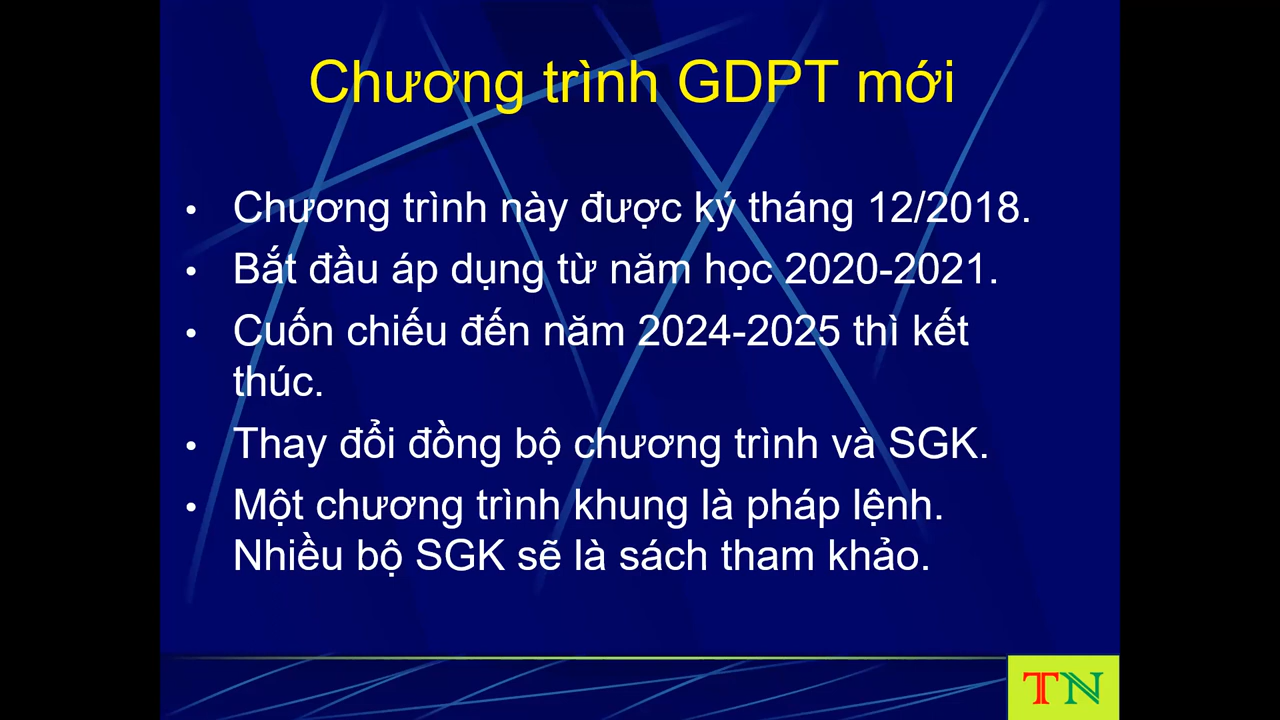 Chương trình GDPT mới
• Chương trình này được ký tháng 12/2018.
• Bắt đầu áp dụng từ năm học 2020-2021.
• Cuốn chiếu đến năm 2024-2025 thì kết
thúc.
• Thay đổi đồng bộ chương trình và SGK.
• Một chương trình khung là pháp lệnh.
Nhiều bộ SGK sẽ là sách tham khảo.
TN